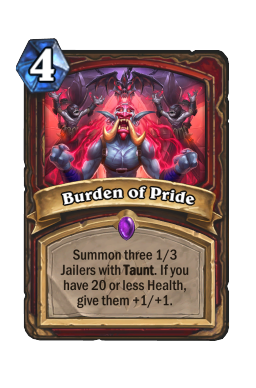 4
Burden of Pride
Summon three 1/3
Jailers with Taunt. If you
have 20 or less Health,
give them +1/+1.